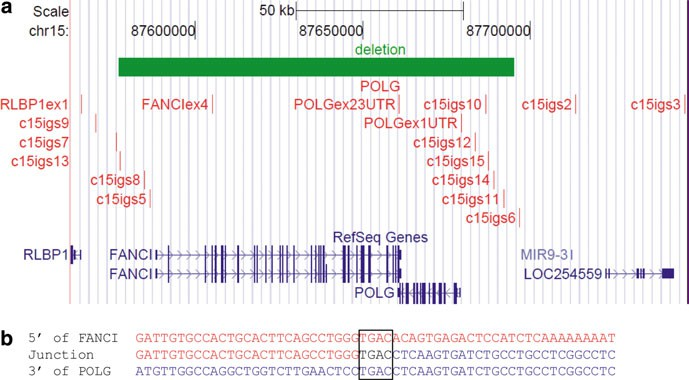 a
Scale 50 kb
chr15: 87600000 87650000 87700000
deletion
POLG
RLBP1ex1 FANCIex4 POLGex23UTR c15igs10 c15igs2 c15igs3
c15igs9 POLGex1UTR
c15igs7 c15igs12
c15igs13 c15igs15
c15igs8 c15igs14
c15igs5 c15igs11
c15igs6
RefSeq Genes
RLBP1 FANCI MIR9-3
FANCI LOC254559
POLG
b
5′ of FANCI GATTGTGCCACTGCACTTCAGCCTGGGTGACACAGTGAGACTCCATCTCAAAAAAAAT
Junction GATTGTGCCACTGCACTTCAGCCTGGGTGACCTCAAGTGATCTGCCTGCCTCGGCCTC
3′ of POLG ATGTTGGCCAGGCTGGTCTTGAACTCCTGACCTCAAGTGATCTGCCTGCCTCGGCCTC